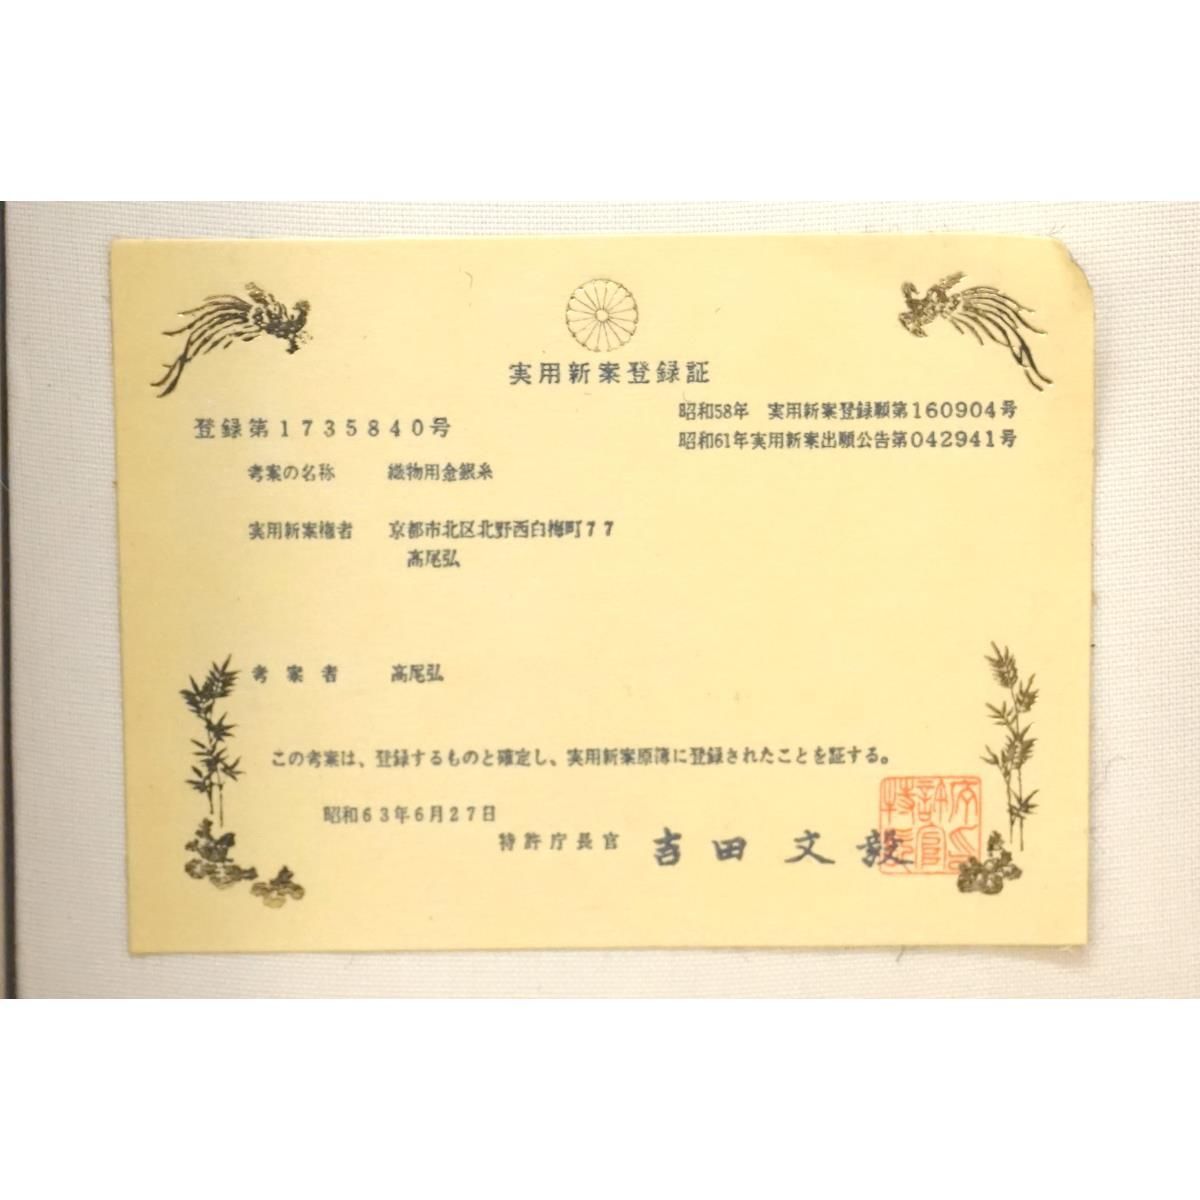 実用新案登録証
昭和58年 実用新案登録願第160904号
登録第1735840号
昭和61年実用新案出願公告第042941号
考案の名称 織物用金銀糸
実用新案権者 京都市北区北野西白梅町77
高尾弘
考案者 高尾弘
この考案は、登録するものと確定し、実用新案原簿に登録されたことを証する。
昭和63年6月27日
特許庁長官 吉田文毅
特許庁長官